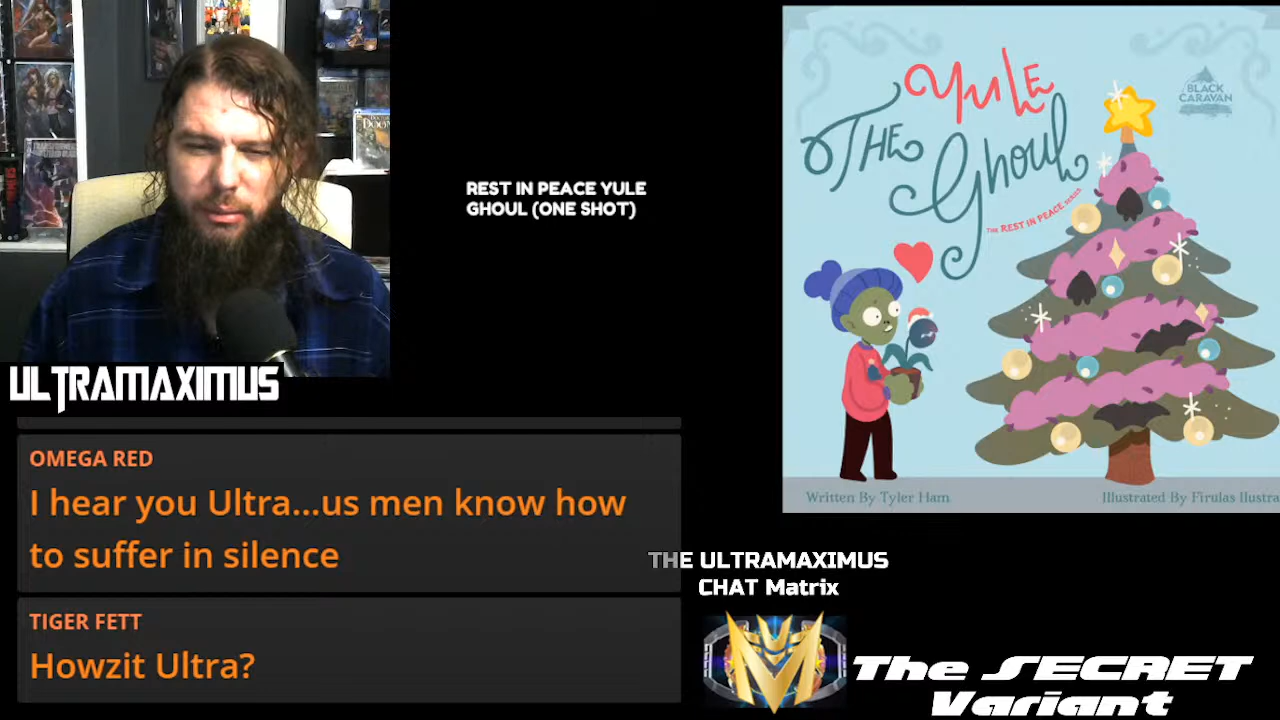 YULE
THE
Ghoul
THE REST IN PEACE SERIES
BLACK
CARAVAN
REST IN PEACE YULE
GHOUL (ONE SHOT)
Written By Tyler Ham
Illustrated By Firulas Ilustra
ULTRAMAXIMUS
OMEGA RED
I hear you Ultra...us men know how
to suffer in silence
TIGER FETT
Howzit Ultra?
THE ULTRAMAXIMUS
CHAT Matrix
The SECRET
Variant